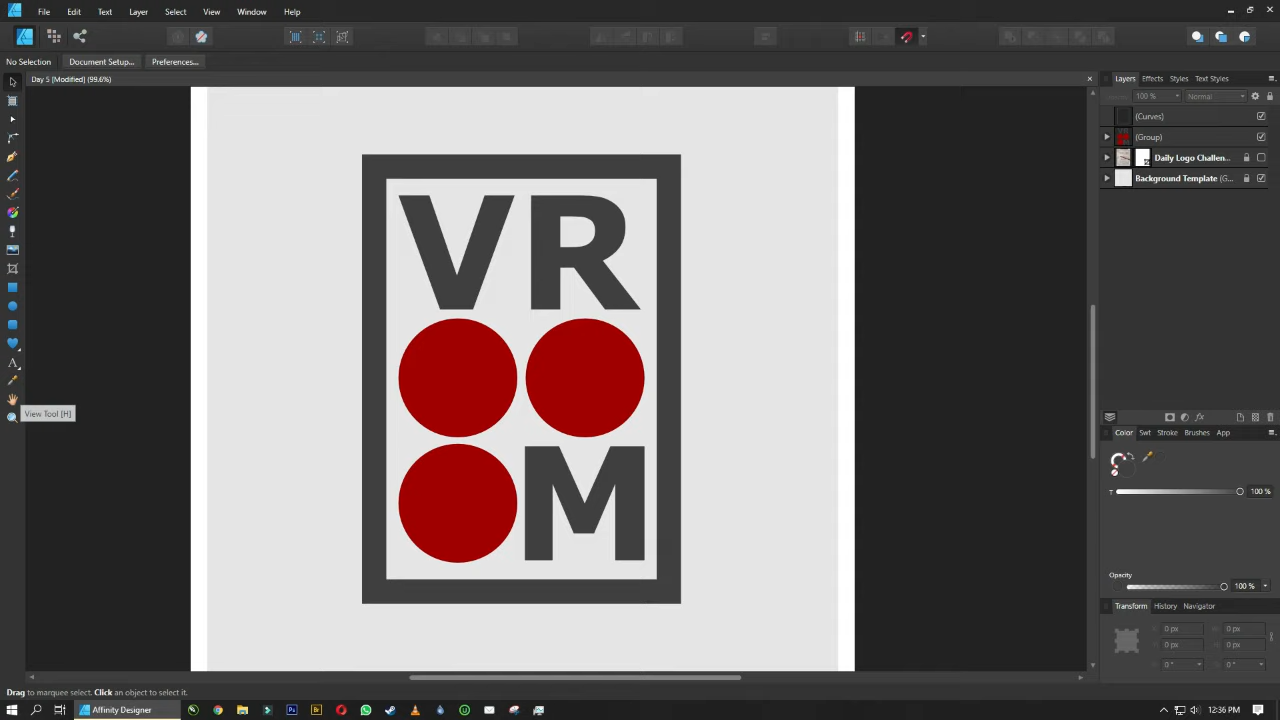 File Edit Text Layer Select View Window Help
No Selection Document Setup... Preferences...
Day 5 [Modified] (99.6%)
Layers Effects Styles Text Styles
100 % Normal
(Curves)
(Group)
Daily Logo Challen...
Background Template (G...
VR
M
View Tool [H]
Color Swt Stroke Brushes App
T 100 %
Opacity
100 %
Transform History Navigator
0 px 0 px
0 px 0 px
0 ° 0 °
Drag to marquee select. Click an object to select it.
Affinity Designer
12:36 PM